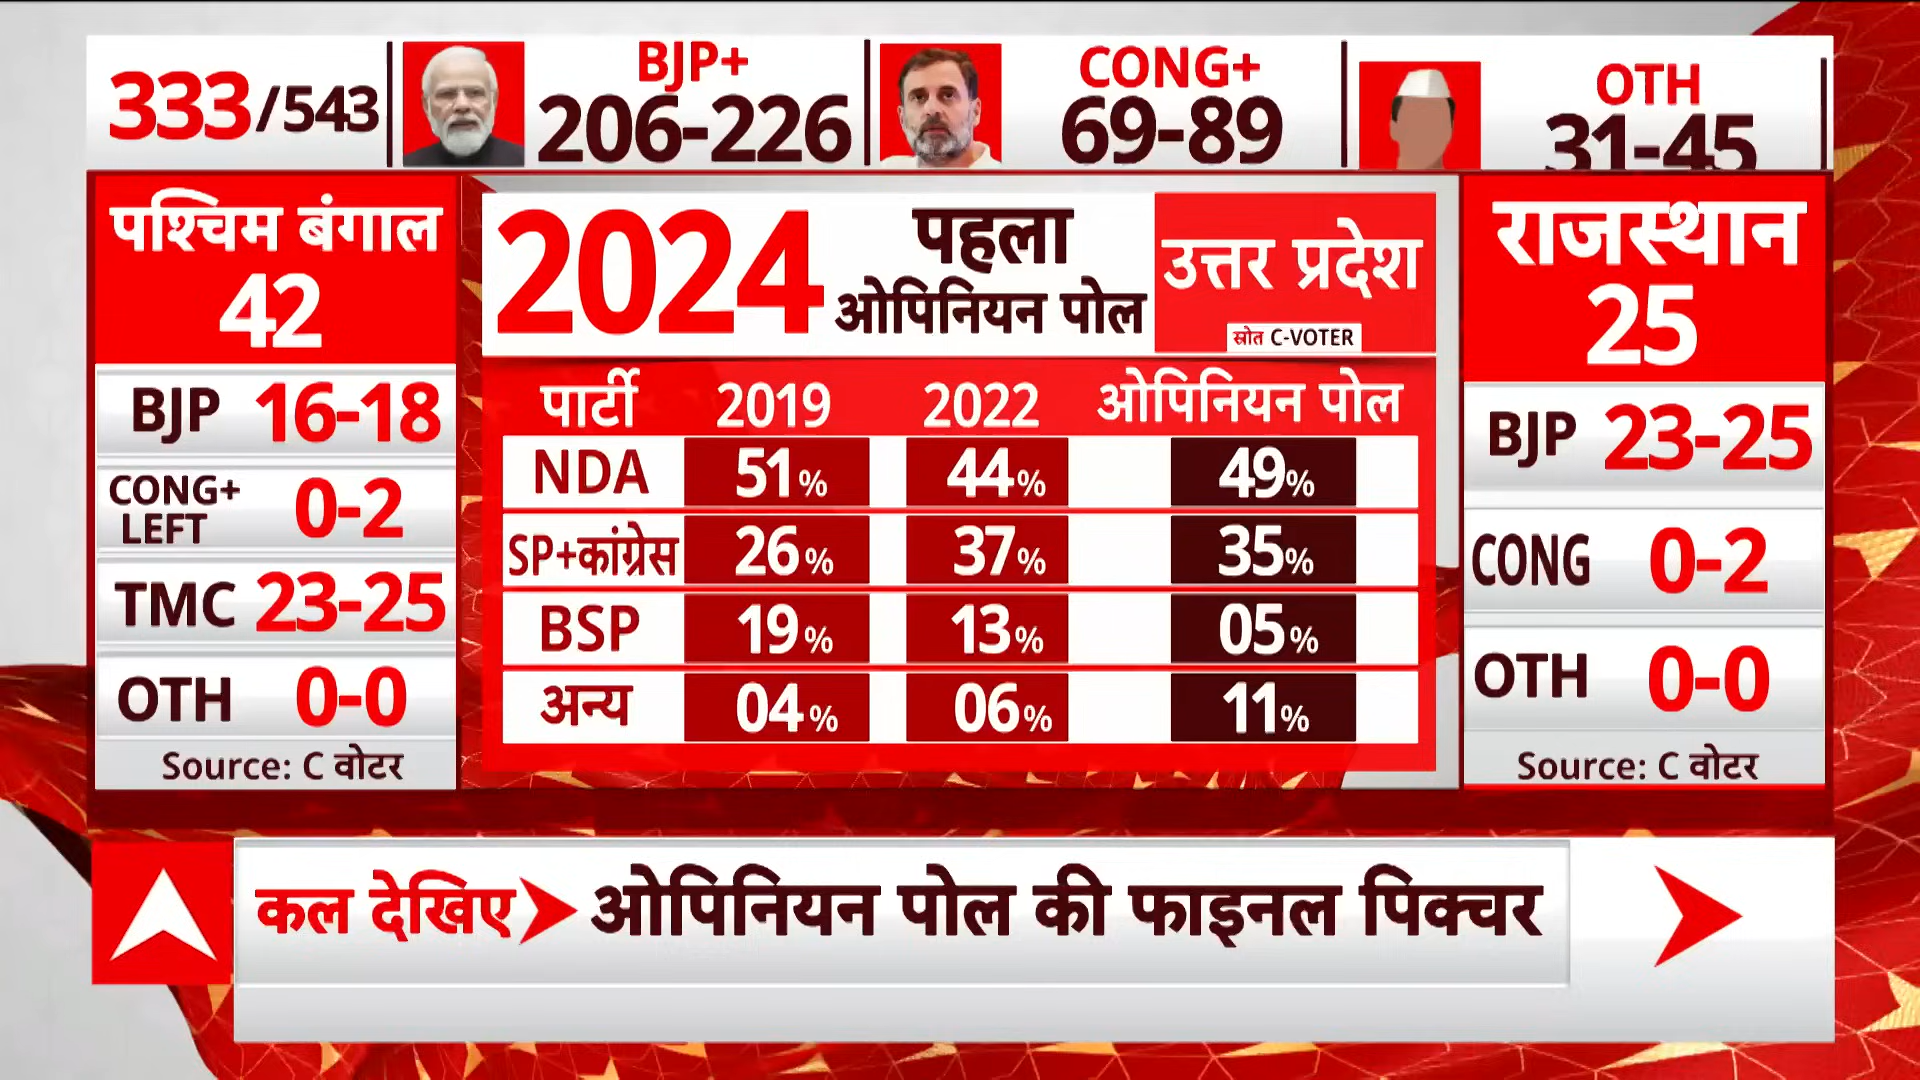 333/543
BJP+
206-226
CONG+
69-89
OTH
31-45
पश्चिम बंगाल
42
BJP 16-18
CONG+
LEFT 0-2
TMC 23-25
OTH 0-0
Source: C वोटर
2024 पहला
ओपिनियन पोल
उत्तर प्रदेश
स्रोत C-VOTER
पार्टी 2019 2022 ओपिनियन पोल
NDA 51% 44% 49%
SP+कांग्रेस 26% 37% 35%
BSP 19% 13% 05%
अन्य 04% 06% 11%
राजस्थान
25
BJP 23-25
CONG 0-2
OTH 0-0
Source: C वोटर
कल देखिए ओपिनियन पोल की फाइनल पिक्चर